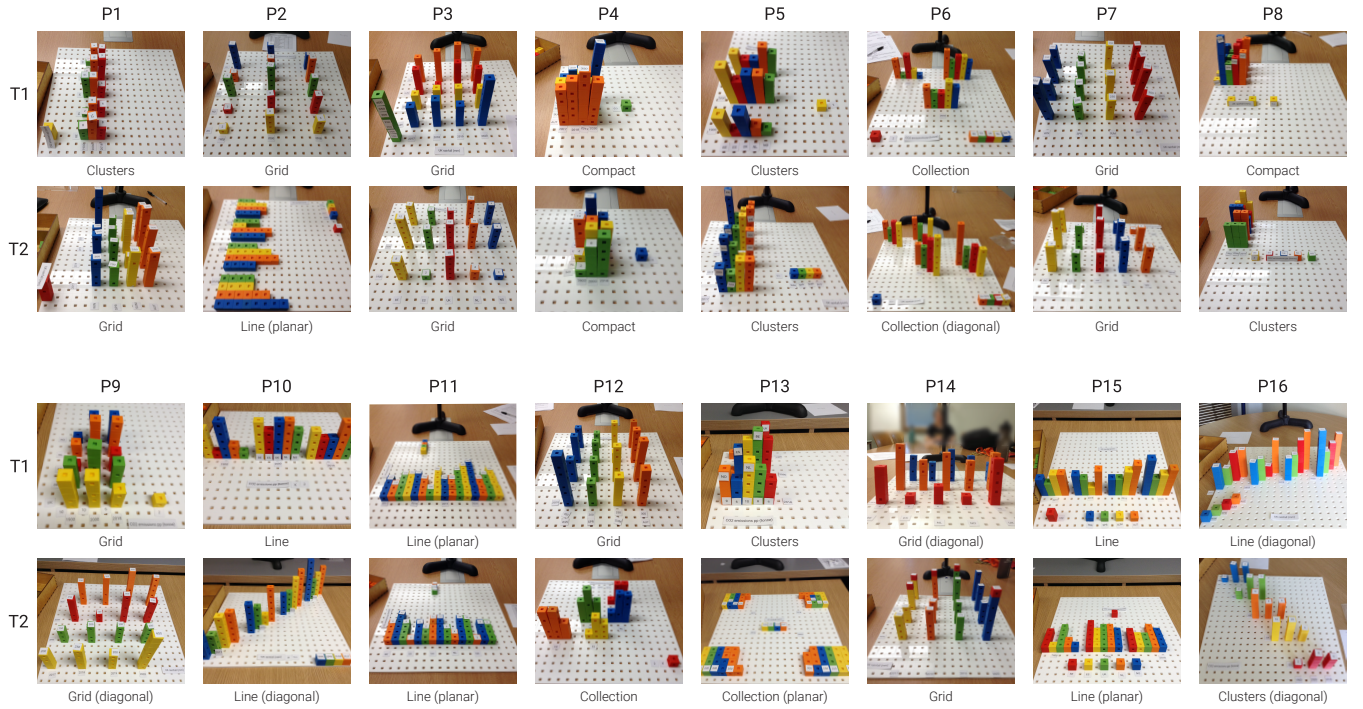 P1 P2 P3 P4 P5 P6 P7 P8
T1
Clusters Grid Grid Compact Clusters Collection Grid Compact
T2
Grid Line (planar) Grid Compact Clusters Collection (diagonal) Grid Clusters
P9 P10 P11 P12 P13 P14 P15 P16
T1
Grid Line Line (planar) Grid Clusters Grid (diagonal) Line Line (diagonal)
T2
Grid (diagonal) Line (diagonal) Line (planar) Collection Collection (planar) Grid Line (planar) Clusters (diagonal)